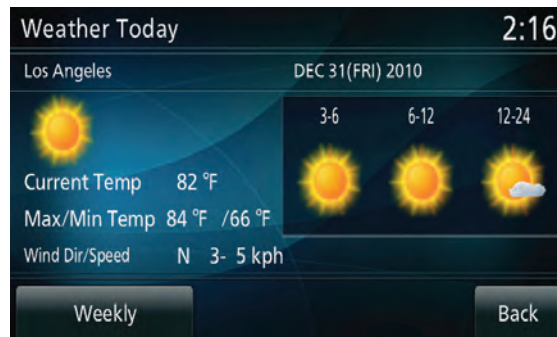 Weather Today 2:16
Los Angeles DEC 31(FRI) 2010
3-6 6-12 12-24
Current Temp 82 °F
Max/Min Temp 84 °F /66 °F
Wind Dir/Speed N 3- 5 kph
Weekly Back